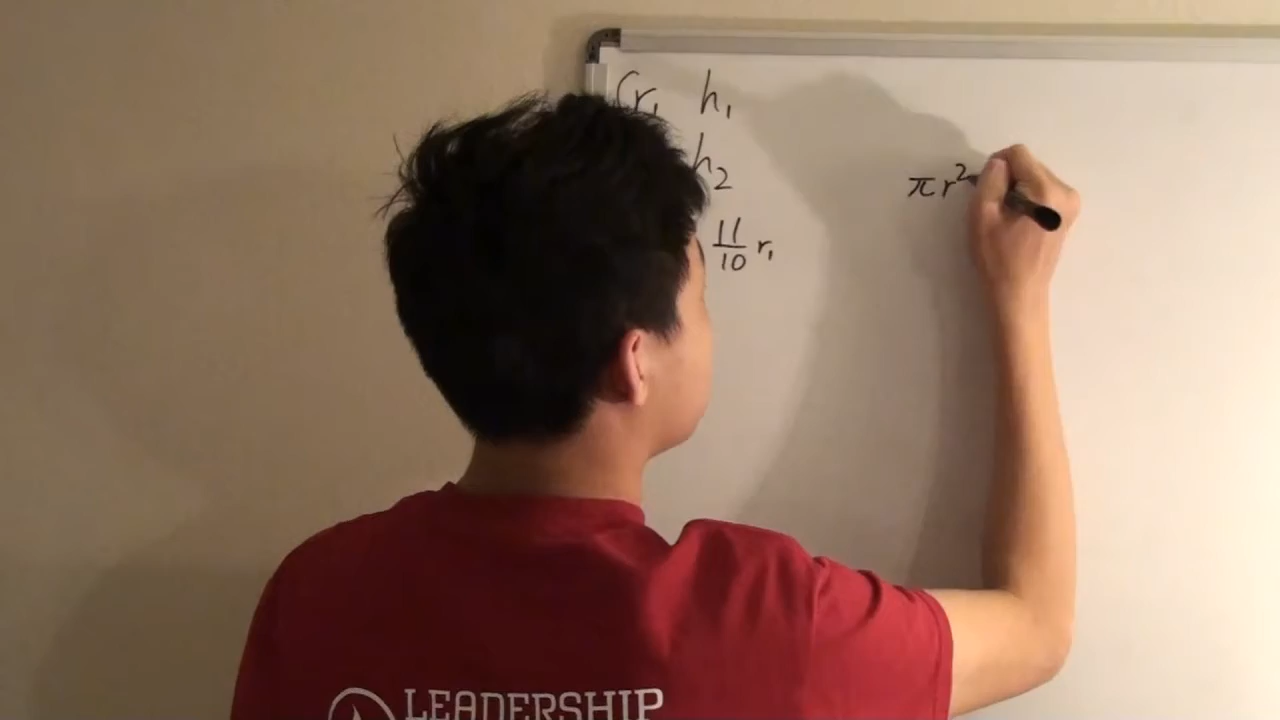 r₁ h₁
h₂ πr²
11/10 r₁
LEADERSHIP